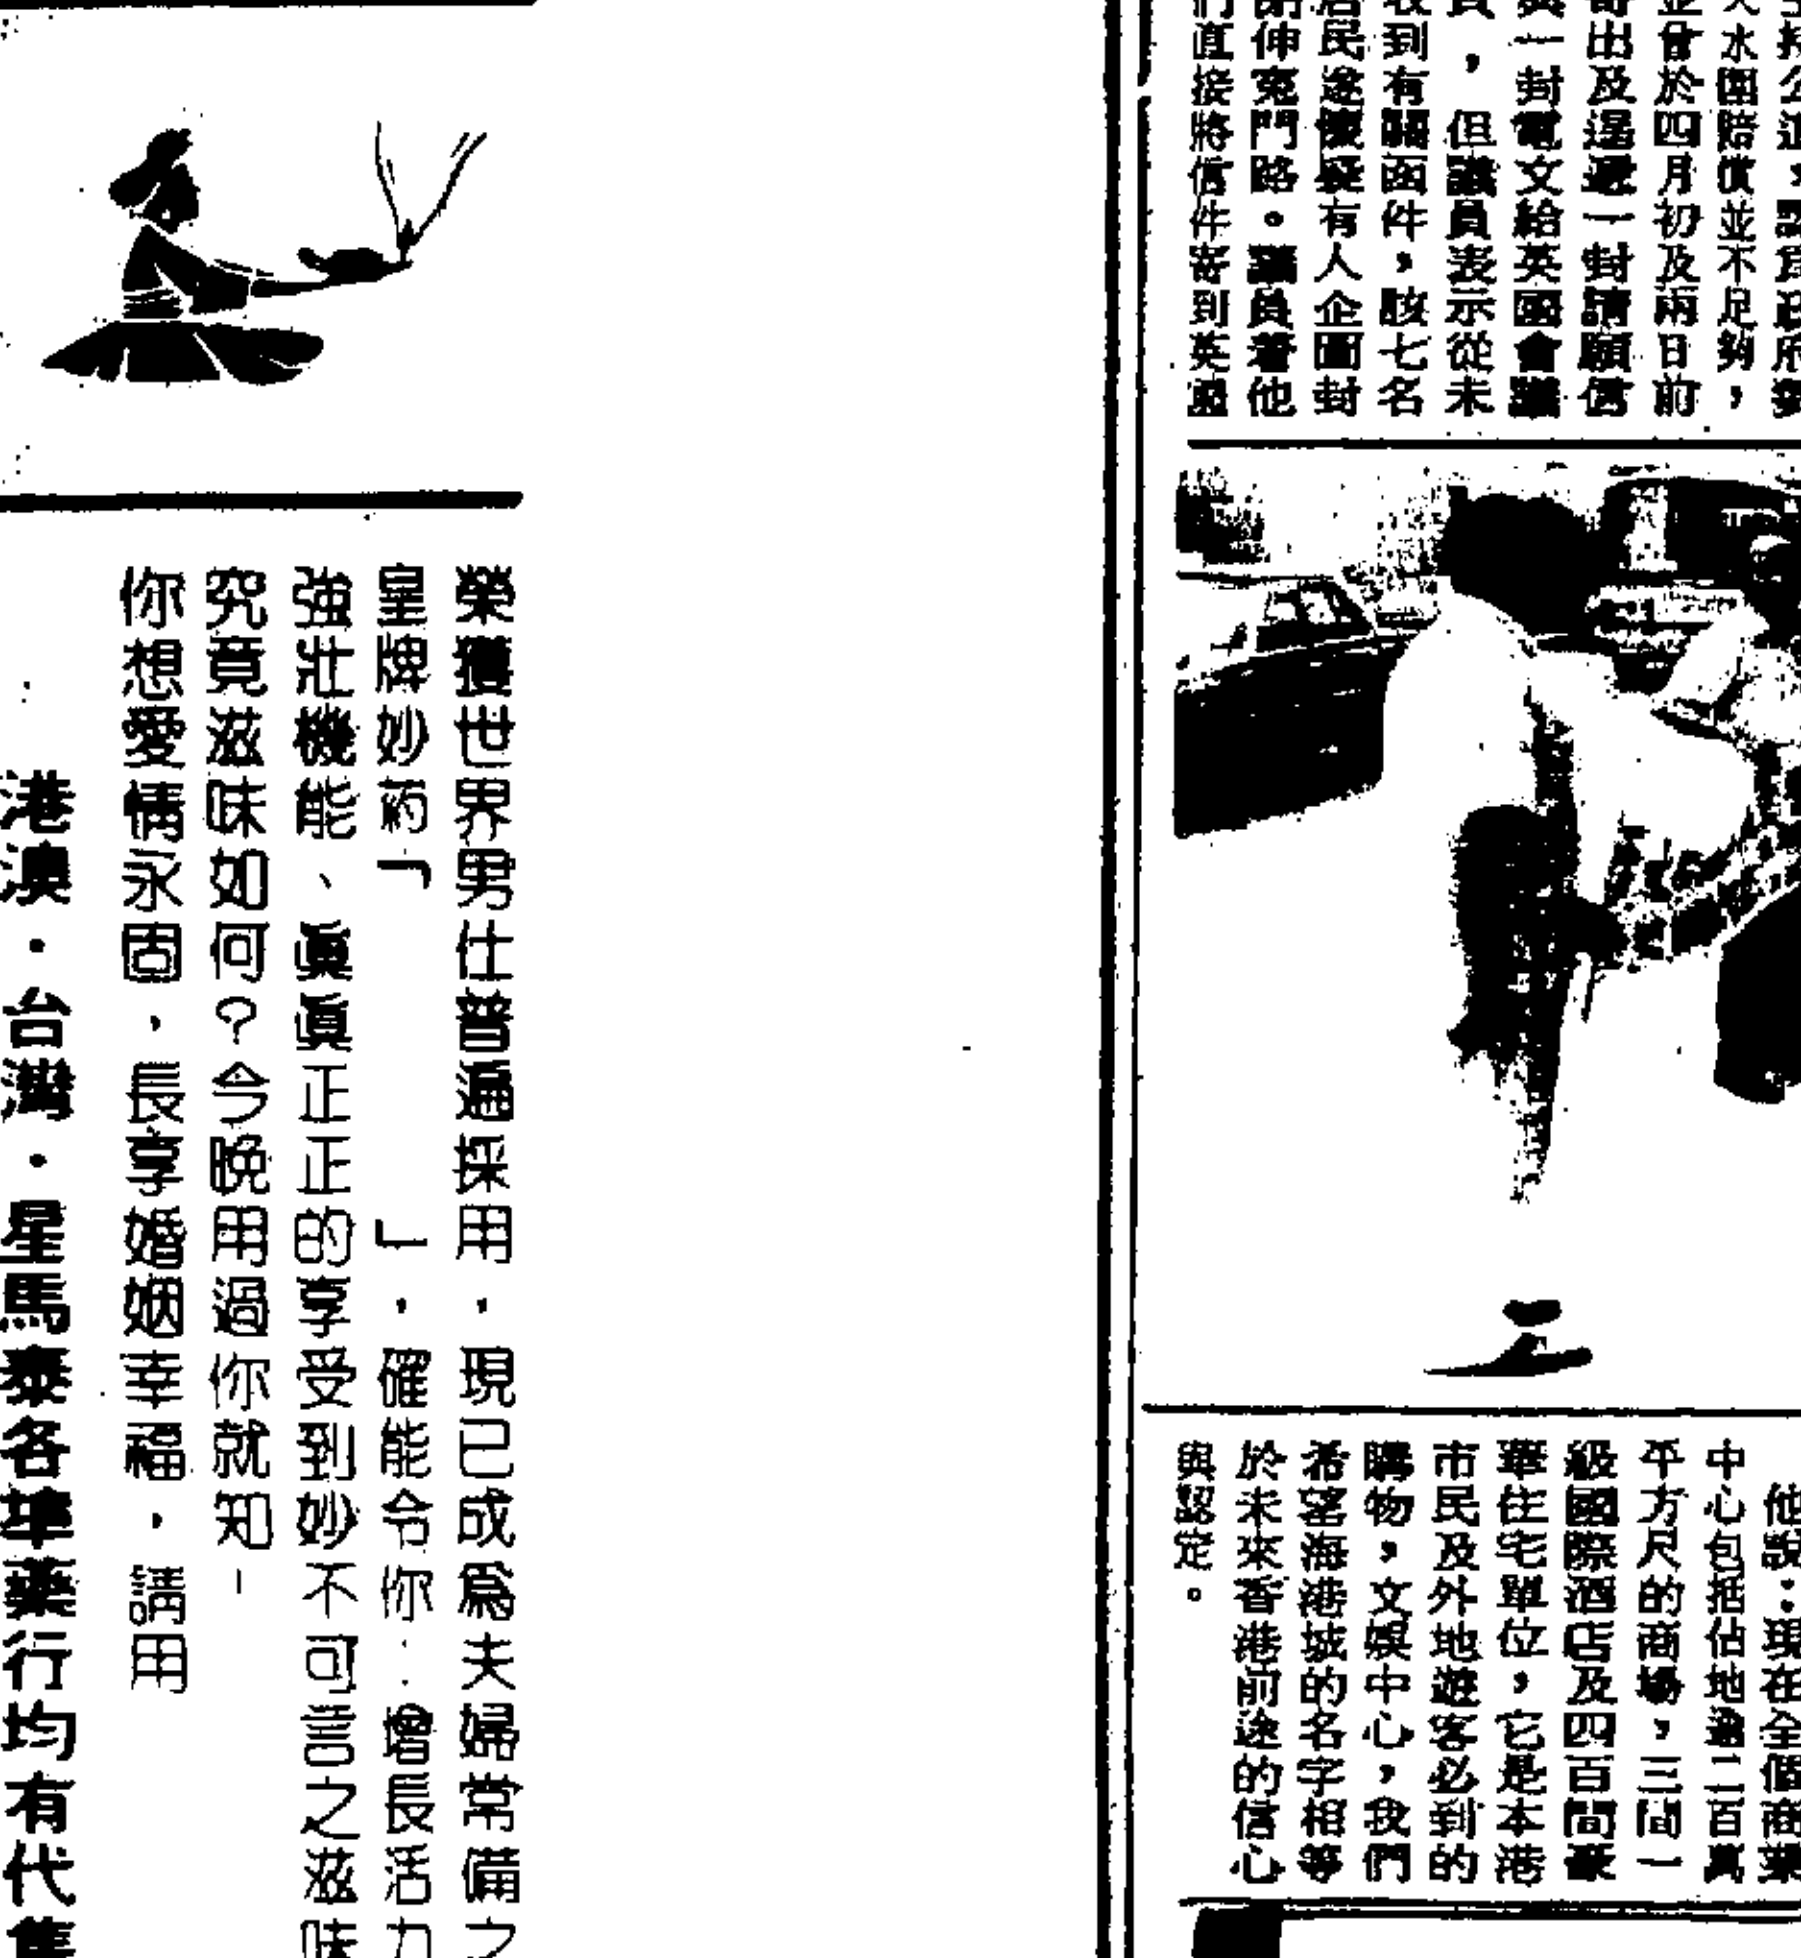 水圍賠償並不足夠，
會於四月初及兩日前
出及遞一封請願信
一封電文給英國會議
，但議員表示從未
到有關函件，該七名
居民遂懷疑有人企圖封
伸冤門路。議員着他
們直接將信件寄到英
他說：現在全個商業
中心包括佔地逾二百萬
平方尺的商場，三間一
級國際酒店及四百間豪
華住宅單位，它是本港
市民及外地遊客必到的
購物，文娛中心，我們
希望海港城的名字相等
於未來香港前途的信心
與認定。
榮獲世界男仕普遍採用，現已成爲夫婦常備之
星牌妙药「　　」，確能令你：增長活力
強壯機能、眞眞正正的享受到妙不可言之滋味
究竟滋味如何？今晚用過你就知
你想愛情永固，長享婚姻幸福，請用
港澳・台灣・星馬泰各埠藥行均有代售